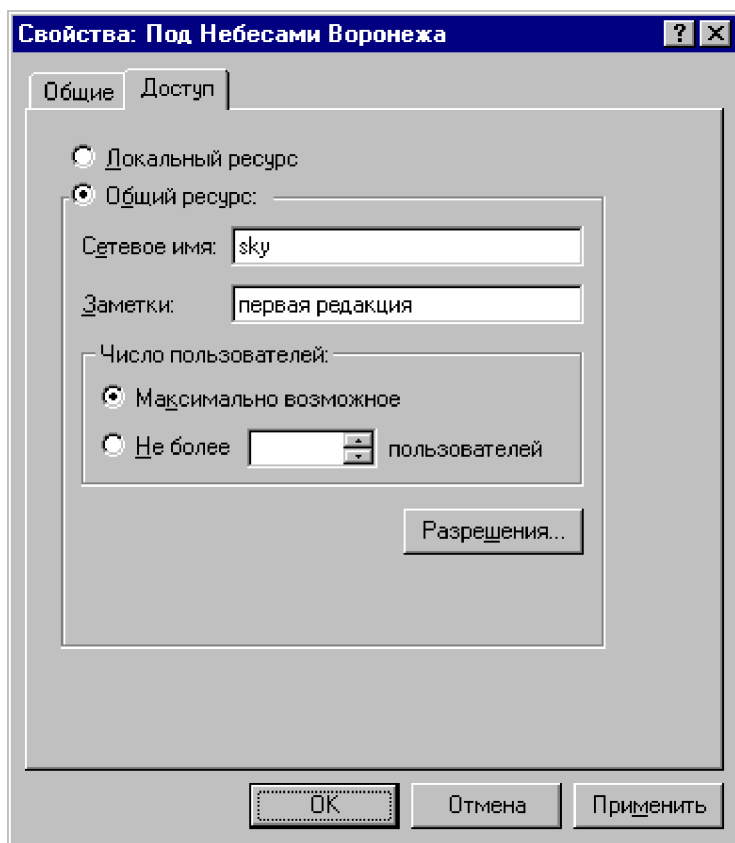 Свойства: Под Небесами Воронежа
Общие Доступ
Локальный ресурс
Общий ресурс:
Сетевое имя: sky
Заметки: первая редакция
Число пользователей:
Максимально возможное
Не более пользователей
Разрешения...
OK Отмена Применить